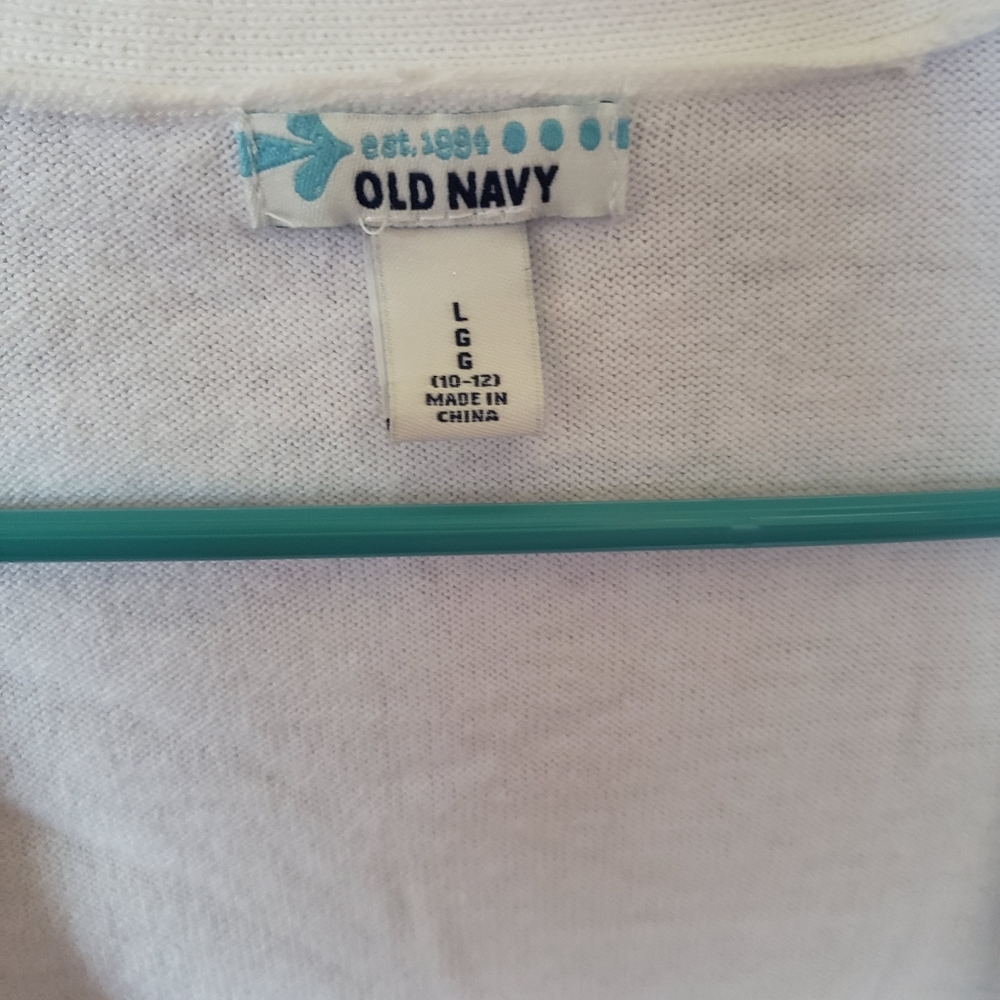 est. 1994
OLD NAVY
L
G
G
(10-12)
MADE IN
CHINA